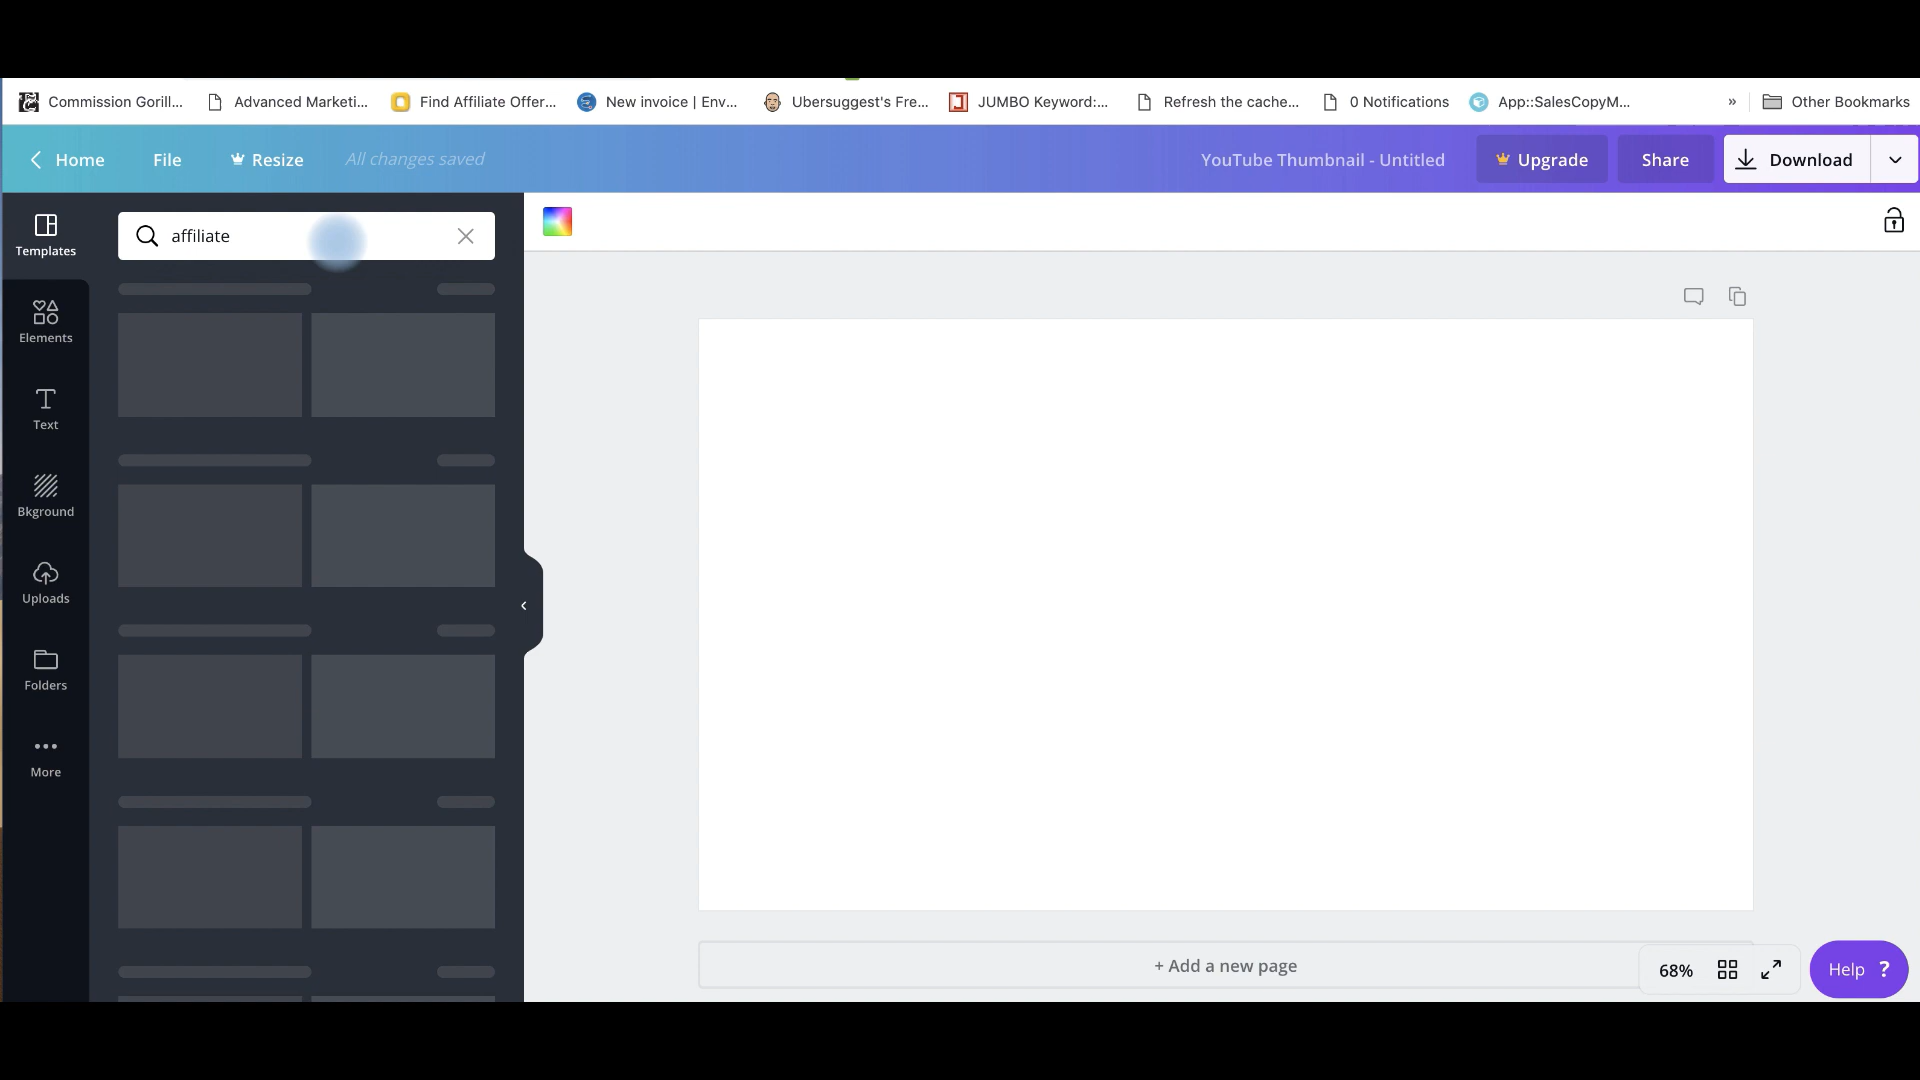 Commission Gorill...
Advanced Marketi...
Find Affiliate Offer...
New invoice | Env...
Ubersuggest's Fre...
JUMBO Keyword:...
Refresh the cache...
0 Notifications
App::SalesCopyM...
»
Other Bookmarks
Home
File
Resize
All changes saved
YouTube Thumbnail - Untitled
Upgrade
Share
Download
Templates
affiliate
Elements
Text
Bkground
Uploads
Folders
More
+ Add a new page
68%
Help ?